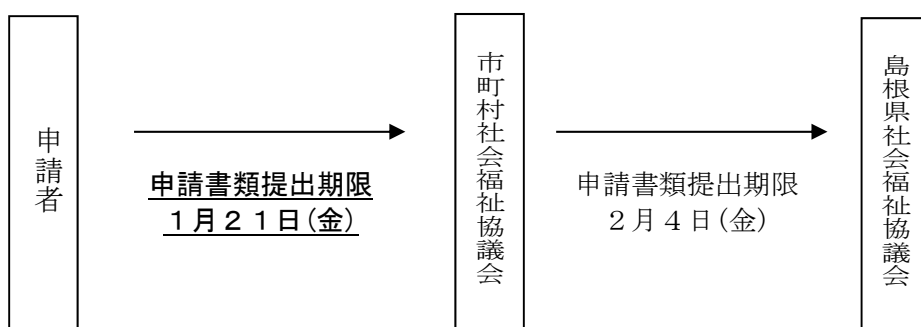 申請者
申請書類提出期限
１月２１日（金）
市町村社会福祉協議会
申請書類提出期限
２月４日（金）
島根県社会福祉協議会